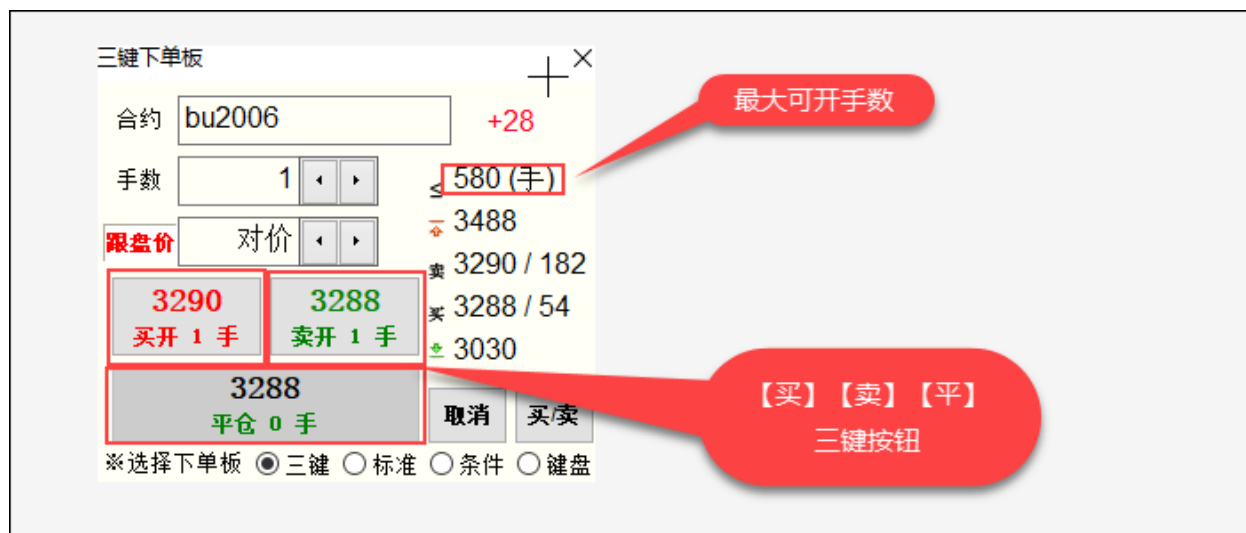 三键下单板
合约 bu2006 +28
最大可开手数
手数 1 ≤ 580 (手)
3488
跟盘价 对价
卖 3290 / 182
3290 3288
买 3288 / 54
买开 1 手 卖开 1 手
3030
3288
平仓 0 手
取消 买/卖
【买】【卖】【平】
三键按钮
※选择下单板 三键 标准 条件 键盘